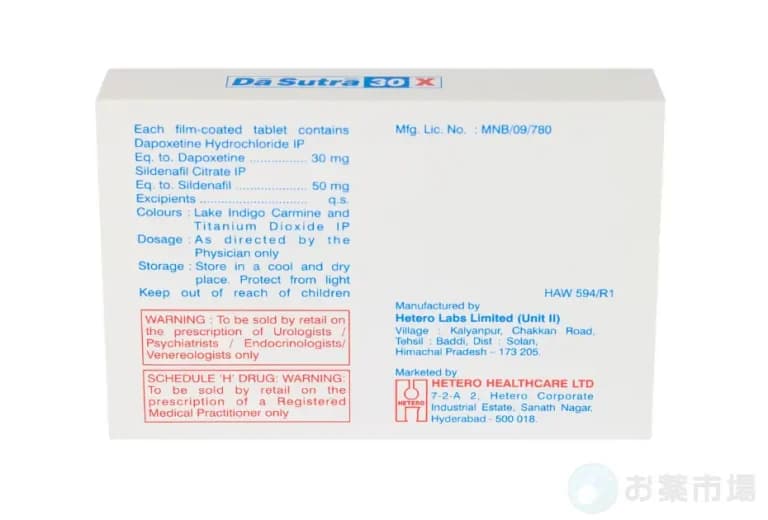 Da Sutra 30 X
Each film-coated tablet contains
Dapoxetine Hydrochloride IP
Eq. to. Dapoxetine ............... 30 mg
Sildenafil Citrate IP
Eq. to Sildenafil .................. 50 mg
Excipients ........................... q.s.
Colours : Lake Indigo Carmine and
Titanium Dioxide IP
Dosage : As directed by the
Physician only
Storage : Store in a cool and dry
place. Protect from light
Keep out of reach of children
WARNING : To be sold by retail on
the prescription of Urologists /
Psychiatrists / Endocrinologists/
Venereologists only
SCHEDULE 'H' DRUG: WARNING:
To be sold by retail on the
prescription of a Registered
Medical Practitioner only
Mfg. Lic. No. : MNB/09/780
HAW 594/R1
Manufactured by
Hetero Labs Limited (Unit II)
Village : Kalyanpur, Chakkan Road,
Tehsil : Baddi, Dist : Solan,
Himachal Pradesh – 173 205.
Marketed by
HETERO
HETERO HEALTHCARE LTD
7-2-A 2, Hetero Corporate
Industrial Estate, Sanath Nagar,
Hyderabad - 500 018.
お薬市場